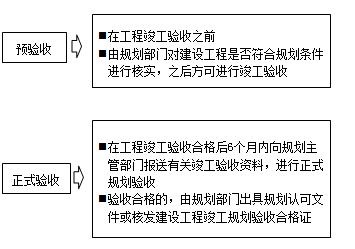 预验收
■在工程竣工验收之前
■由规划部门对建设工程是否符合规划条件
进行核实，之后方可进行竣工验收
正式验收
■在工程竣工验收合格后6个月内向规划主
管部门报送有关竣工验收资料，进行正式
规划验收
■验收合格的，由规划部门出具规划认可文
件或核发建设工程竣工规划验收合格证